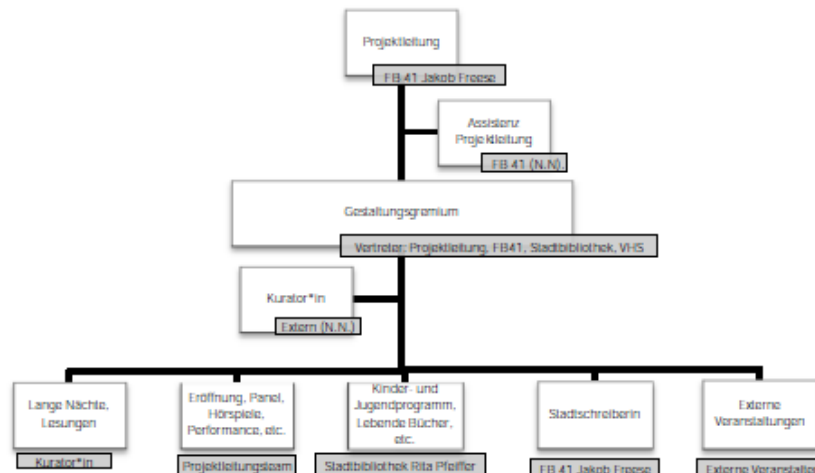 Projektleitung
FB 41 Jakob Freese
Assistenz
Projektleitung
FB 41 (N.N).
Gestaltungsgremium
Vertreter: Projektleitung, FB41, Stadtbibliothek, VHS
Kurator*in
Extern (N.N.)
Lange Nächte,
Lesungen
Kurator*in
Eröffnung, Panel,
Hörspiele,
Performance, etc.
Projektleitungsteam
Kinder- und
Jugendprogramm,
Lebende Bücher,
etc.
Stadtbibliothek Rita Pfeiffer
Stadtschreiberin
FB 41 Jakob Freese
Externe
Veranstaltungen
Externe Veranstalter